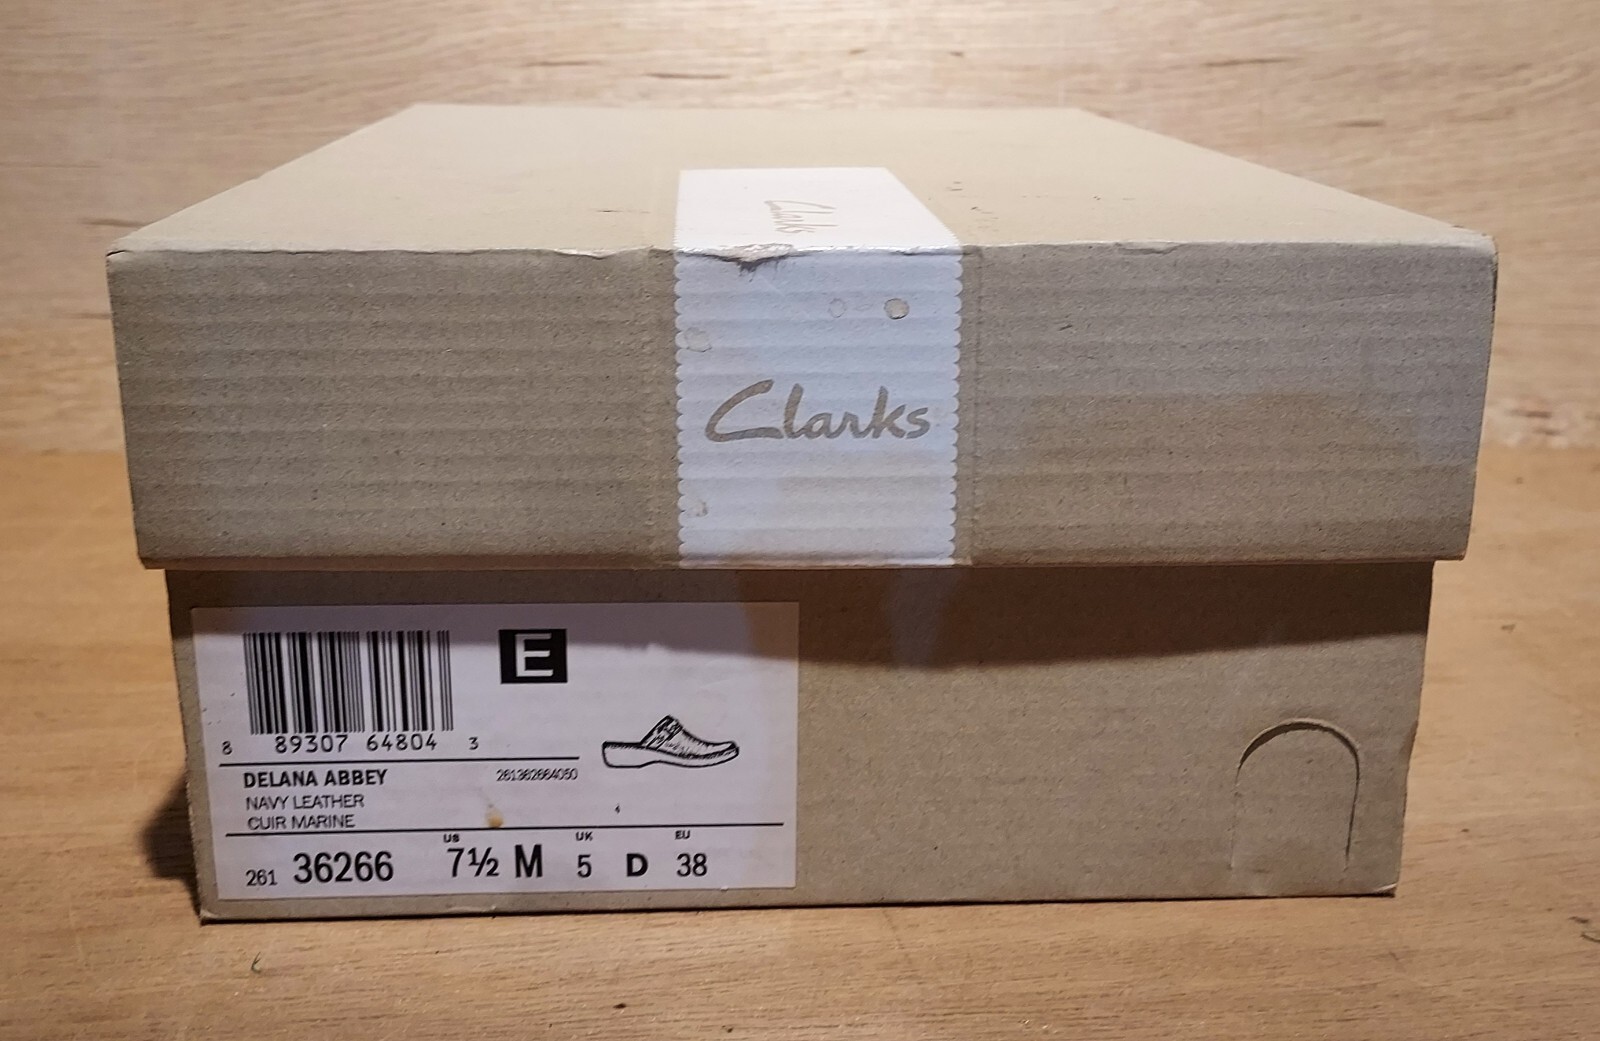 Clarks
Clarks
E
8 89307 64804 3
DELANA ABBEY 261362664050
NAVY LEATHER
CUIR MARINE
US UK EU
261 36266 7½ M 5 D 38